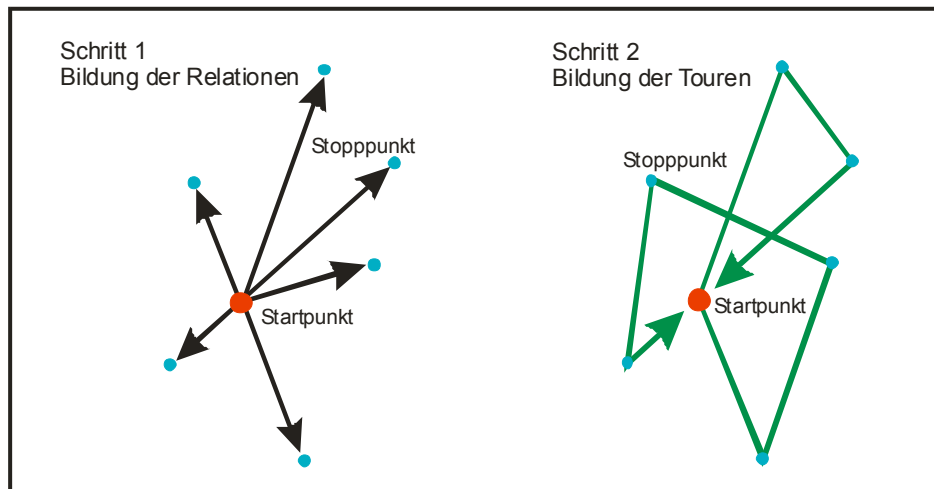 Schritt 1
Bildung der Relationen
Stopppunkt
Startpunkt
Schritt 2
Bildung der Touren
Stopppunkt
Startpunkt